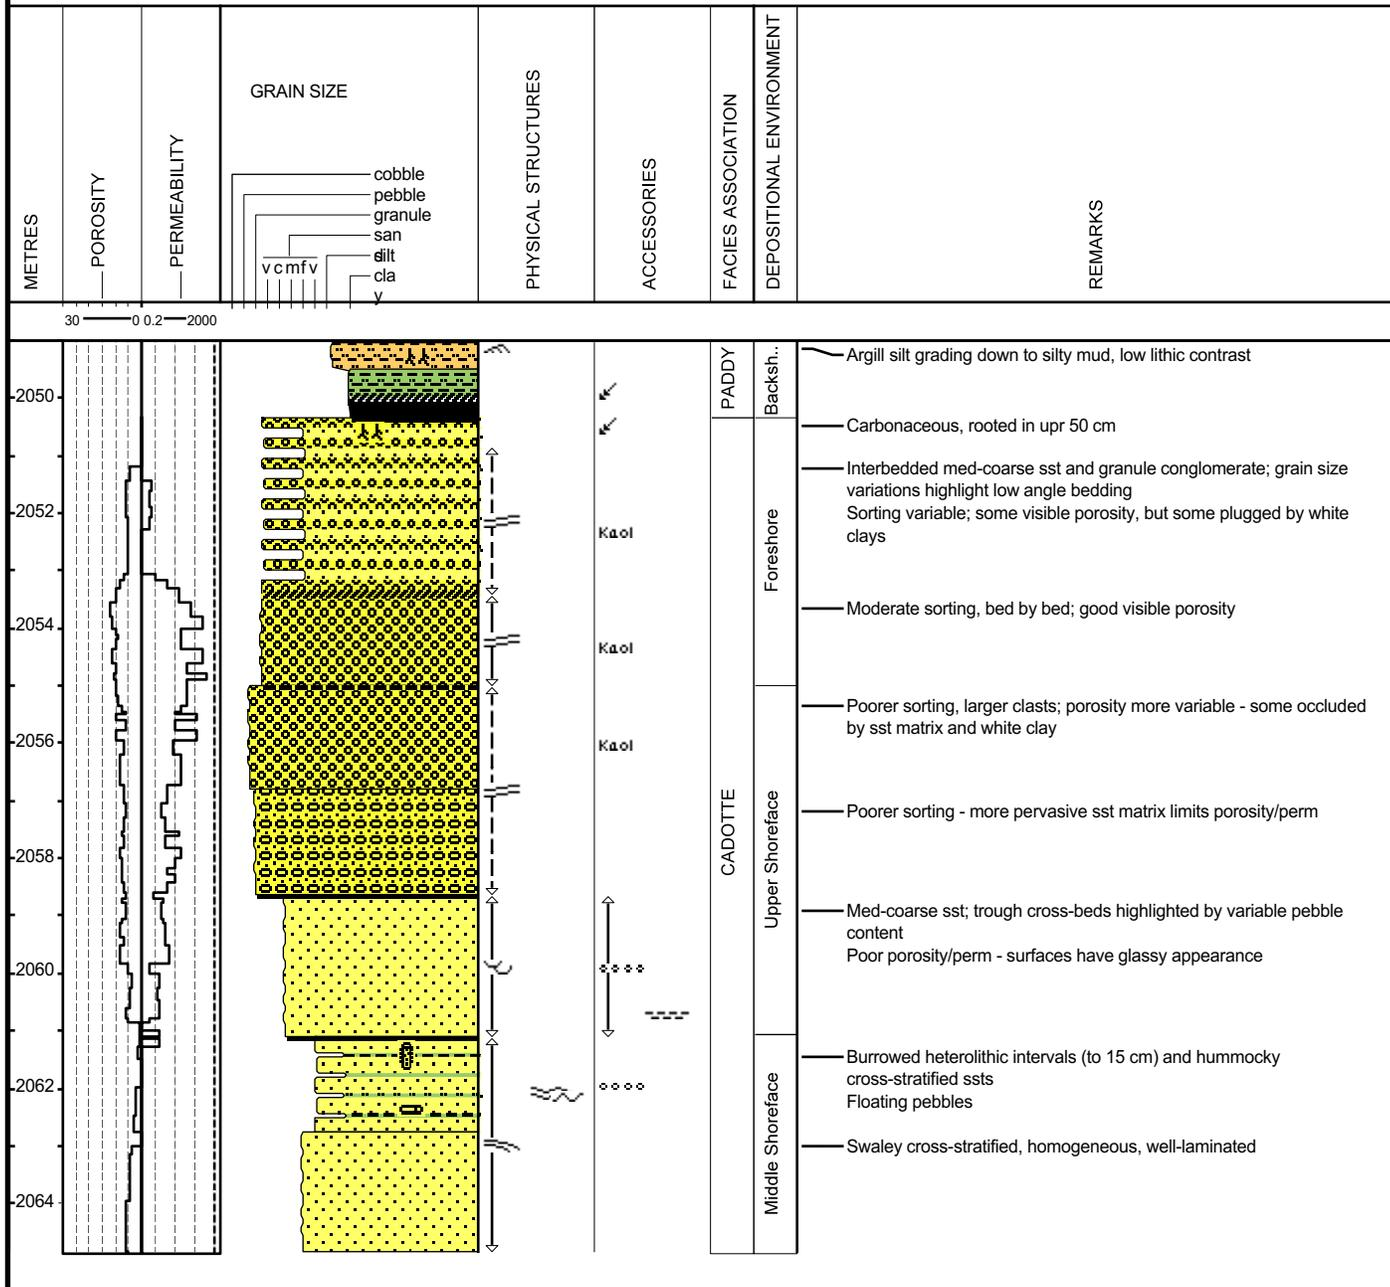 METRES
POROSITY
PERMEABILITY
GRAIN SIZE
cobble
pebble
granule
san
d
silt
cla
y
v c m f v
PHYSICAL STRUCTURES
ACCESSORIES
FACIES ASSOCIATION
DEPOSITIONAL ENVIRONMENT
REMARKS
30 0 0.2 2000
2050
2052
2054
2056
2058
2060
2062
2064
Kaol
Kaol
Kaol
PADDY
CADOTTE
Backsh..
Foreshore
Upper Shoreface
Middle Shoreface
Argill silt grading down to silty mud, low lithic contrast
Carbonaceous, rooted in upr 50 cm
Interbedded med-coarse sst and granule conglomerate; grain size
variations highlight low angle bedding
Sorting variable; some visible porosity, but some plugged by white
clays
Moderate sorting, bed by bed; good visible porosity
Poorer sorting, larger clasts; porosity more variable - some occluded
by sst matrix and white clay
Poorer sorting - more pervasive sst matrix limits porosity/perm
Med-coarse sst; trough cross-beds highlighted by variable pebble
content
Poor porosity/perm - surfaces have glassy appearance
Burrowed heterolithic intervals (to 15 cm) and hummocky
cross-stratified ssts
Floating pebbles
Swaley cross-stratified, homogeneous, well-laminated